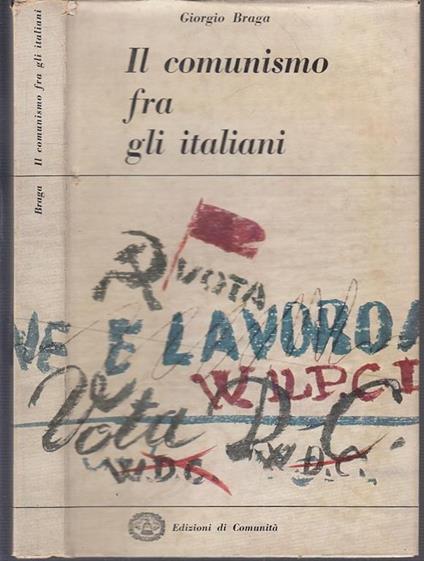 Giorgio Braga
Il comunismo
fra
gli italiani
Braga Il comunismo fra gli italiani
VOTA
NE E LAVORO
W IL P.C.I
Vota D.C.
W.D.C. W D.C.
Edizioni di Comunità